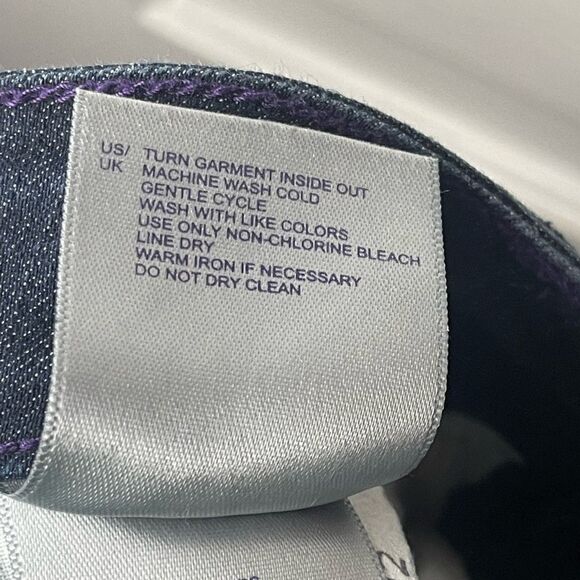 US/ TURN GARMENT INSIDE OUT
UK MACHINE WASH COLD
GENTLE CYCLE
WASH WITH LIKE COLORS
USE ONLY NON-CHLORINE BLEACH
LINE DRY
WARM IRON IF NECESSARY
DO NOT DRY CLEAN